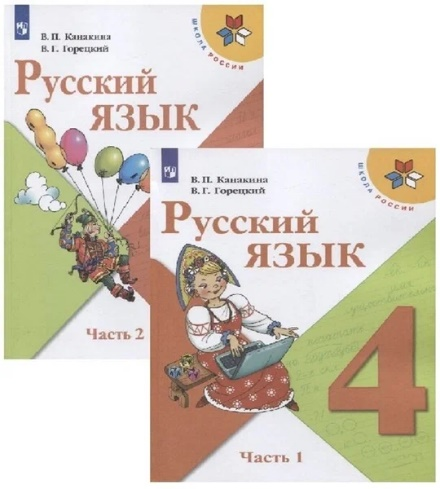 В. П. Канакина
В. Г. Горецкий
ШКОЛА РОССИИ
Русский
язык
Часть 2
В. П. Канакина
В. Г. Горецкий
ШКОЛА РОССИИ
Русский
язык
4
Часть 1